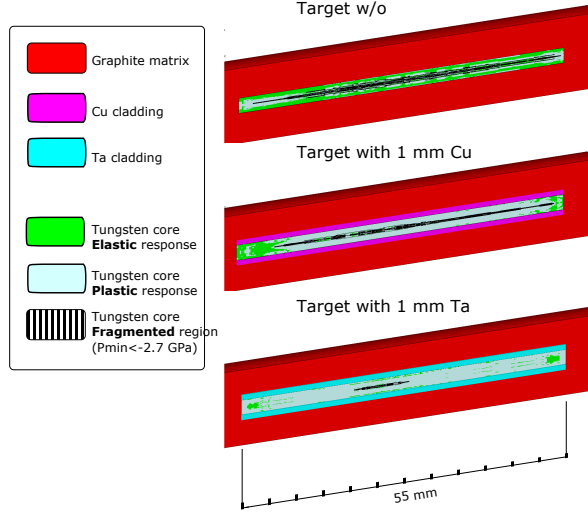 Target w/o
Graphite matrix
Cu cladding
Ta cladding
Tungsten core
Elastic response
Tungsten core
Plastic response
Tungsten core
Fragmented region
(Pmin<-2.7 GPa)
Target with 1 mm Cu
Target with 1 mm Ta
55 mm